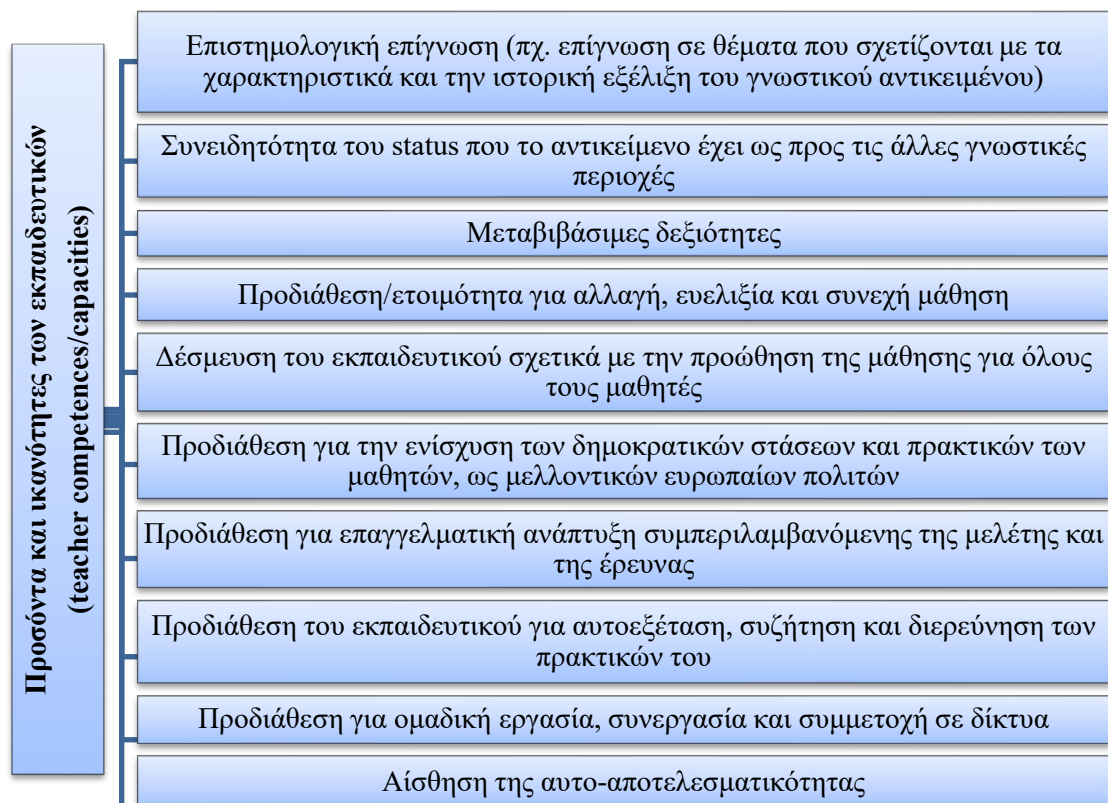 Προσόντα και ικανότητες των εκπαιδευτικών
(teacher competences/capacities)
Επιστημολογική επίγνωση (πχ. επίγνωση σε θέματα που σχετίζονται με τα
χαρακτηριστικά και την ιστορική εξέλιξη του γνωστικού αντικειμένου)
Συνειδητότητα του status που το αντικείμενο έχει ως προς τις άλλες γνωστικές
περιοχές
Μεταβιβάσιμες δεξιότητες
Προδιάθεση/ετοιμότητα για αλλαγή, ευελιξία και συνεχή μάθηση
Δέσμευση του εκπαιδευτικού σχετικά με την προώθηση της μάθησης για όλους
τους μαθητές
Προδιάθεση για την ενίσχυση των δημοκρατικών στάσεων και πρακτικών των
μαθητών, ως μελλοντικών ευρωπαίων πολιτών
Προδιάθεση για επαγγελματική ανάπτυξη συμπεριλαμβανόμενης της μελέτης και
της έρευνας
Προδιάθεση του εκπαιδευτικού για αυτοεξέταση, συζήτηση και διερεύνηση των
πρακτικών του
Προδιάθεση για ομαδική εργασία, συνεργασία και συμμετοχή σε δίκτυα
Αίσθηση της αυτο-αποτελεσματικότητας